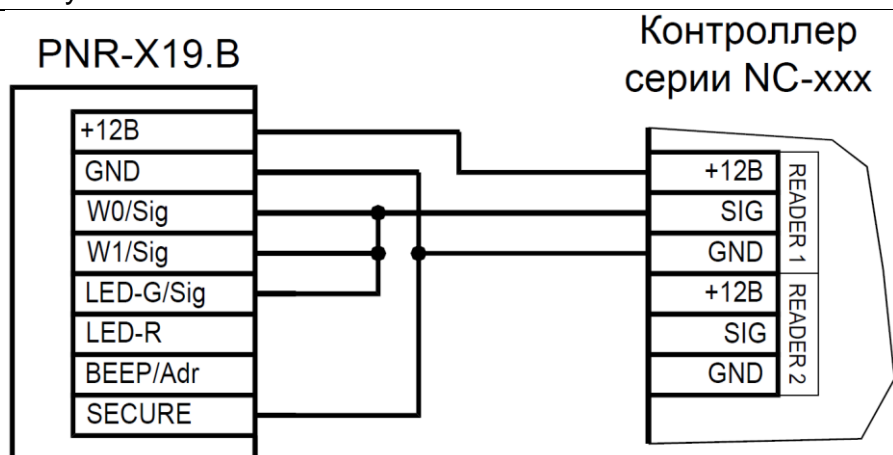 PNR-X19.B
Контроллер
серии NC-xxx
+12В
GND
W0/Sig
W1/Sig
LED-G/Sig
LED-R
BEEP/Adr
SECURE
+12В
SIG
GND
READER 1
+12В
SIG
GND
READER 2